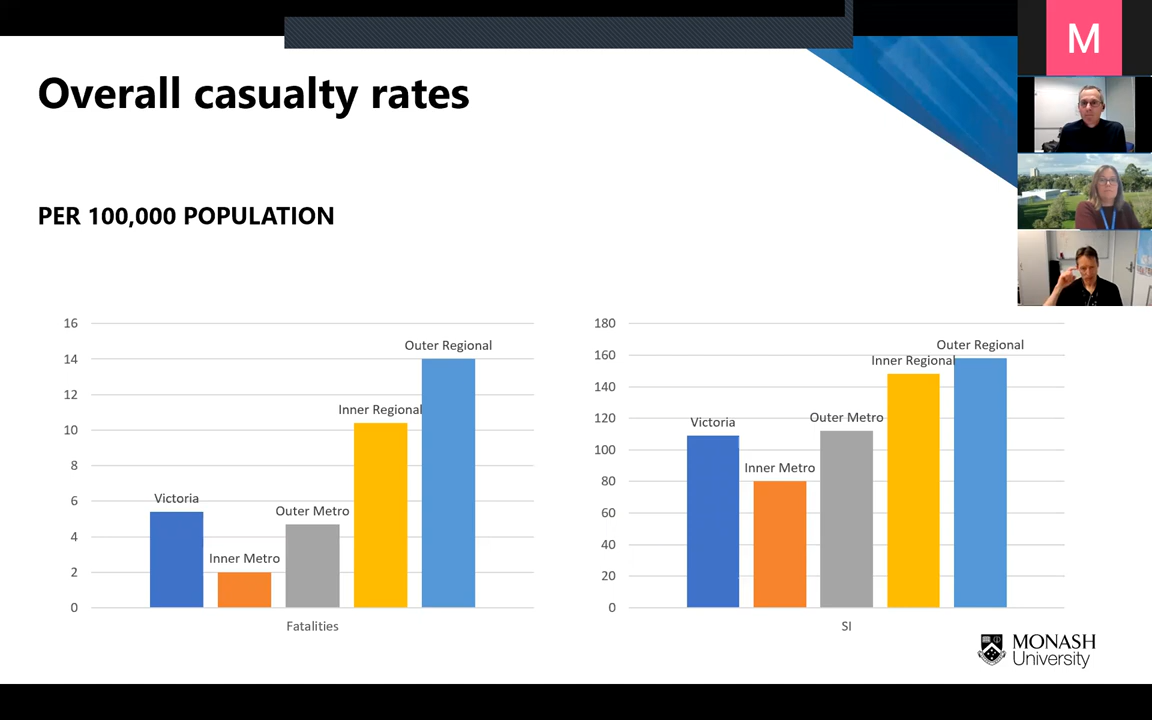 M
Overall casualty rates
PER 100,000 POPULATION
16
14
12
10
8
6
4
2
0
Victoria
Inner Metro
Outer Metro
Inner Regional
Outer Regional
Fatalities
180
160
140
120
100
80
60
40
20
0
Victoria
Inner Metro
Outer Metro
Inner Regional
Outer Regional
SI
MONASH
University